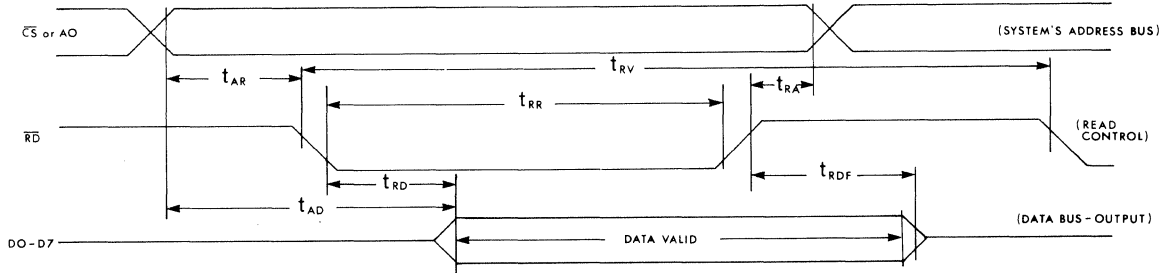 CS or AO
(SYSTEM'S ADDRESS BUS)
tAR
tRV
tRA
tRR
RD
(READ CONTROL)
tRD
tRDF
tAD
(DATA BUS-OUTPUT)
DO-D7
DATA VALID